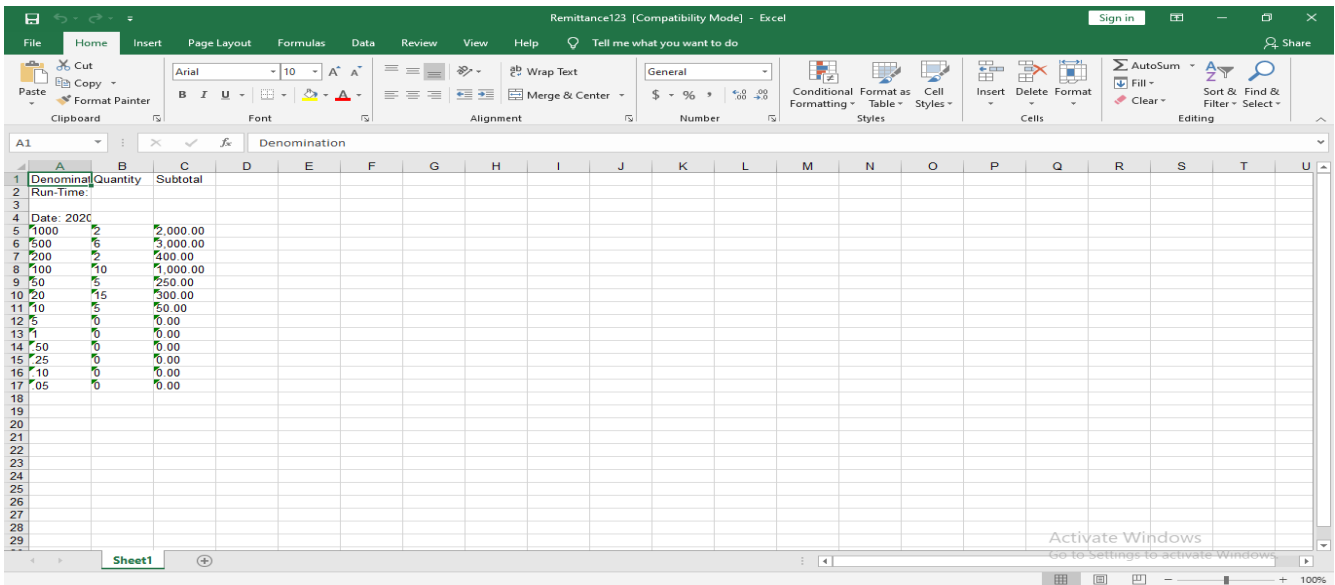 Remittance123 [Compatibility Mode] - Excel
Sign in
File Home Insert Page Layout Formulas Data Review View Help Tell me what you want to do Share
Cut
Copy
Format Painter
Paste
Clipboard
Arial 10 A A
B I U A
Font
ab Wrap Text
Merge & Center
Alignment
General
$ % ,
Number
Conditional Formatting
Format as Table
Cell Styles
Styles
Insert Delete Format
Cells
AutoSum
Fill
Clear
Sort & Filter
Find & Select
Editing
A1 fx Denomination
A B C D E F G H I J K L M N O P Q R S T U
1 Denominat Quantity Subtotal
2 Run-Time:
3
4 Date: 2020
5 1000 2 2,000.00
6 500 6 3,000.00
7 200 2 400.00
8 100 10 1,000.00
9 50 5 250.00
10 20 15 300.00
11 10 5 50.00
12 5 0 0.00
13 1 0 0.00
14 .50 0 0.00
15 .25 0 0.00
16 .10 0 0.00
17 .05 0 0.00
18
19
20
21
22
23
24
25
26
27
28
29
Activate Windows
Go to Settings to activate Windows.
Sheet1
100%